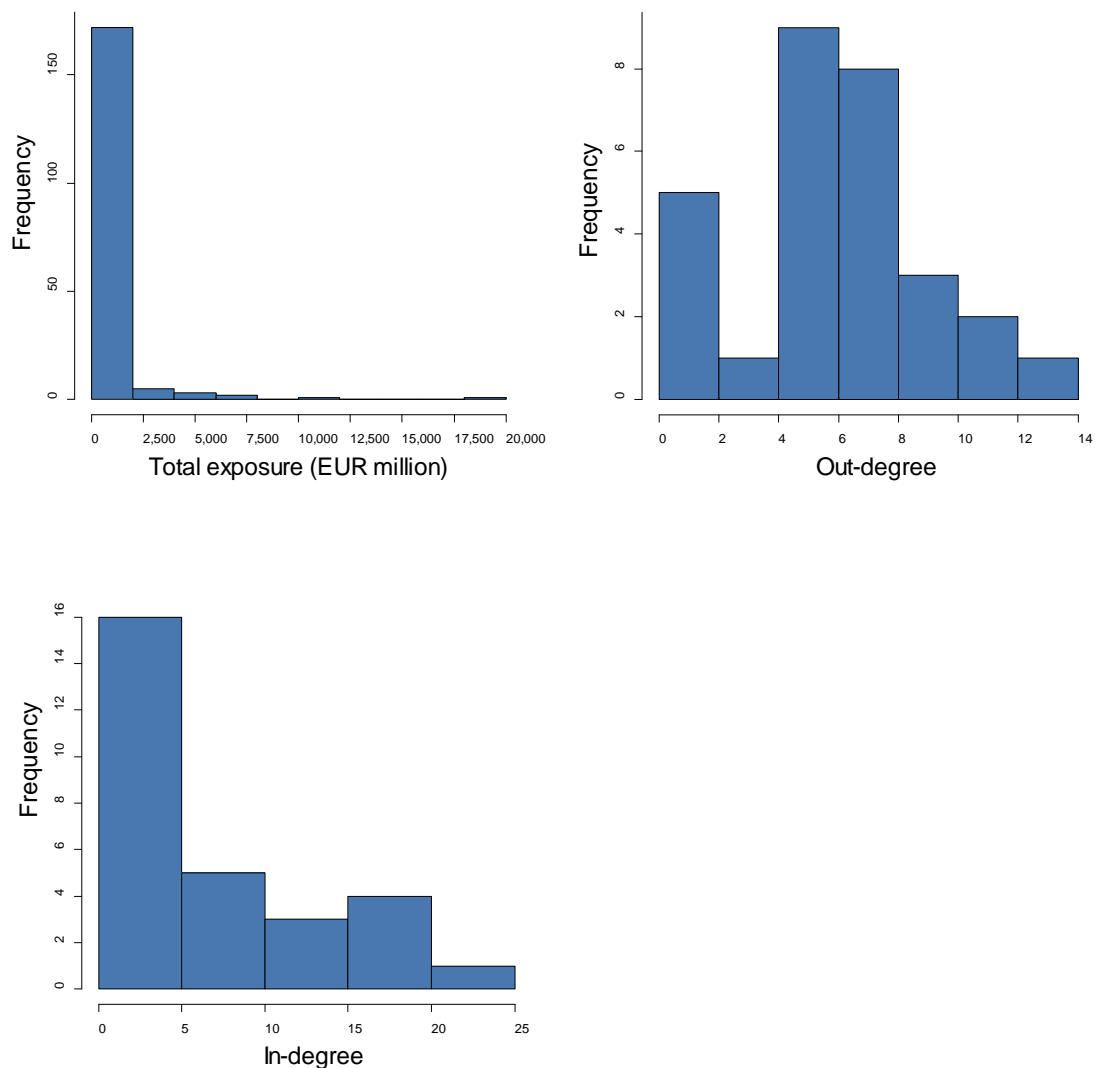 Frequency
150
100
50
0
0 2,500 5,000 7,500 10,000 12,500 15,000 17,500 20,000
Total exposure (EUR million)
Frequency
8
6
4
2
0
0 2 4 6 8 10 12 14
Out-degree
Frequency
16
14
12
10
8
6
4
2
0
0 5 10 15 20 25
In-degree